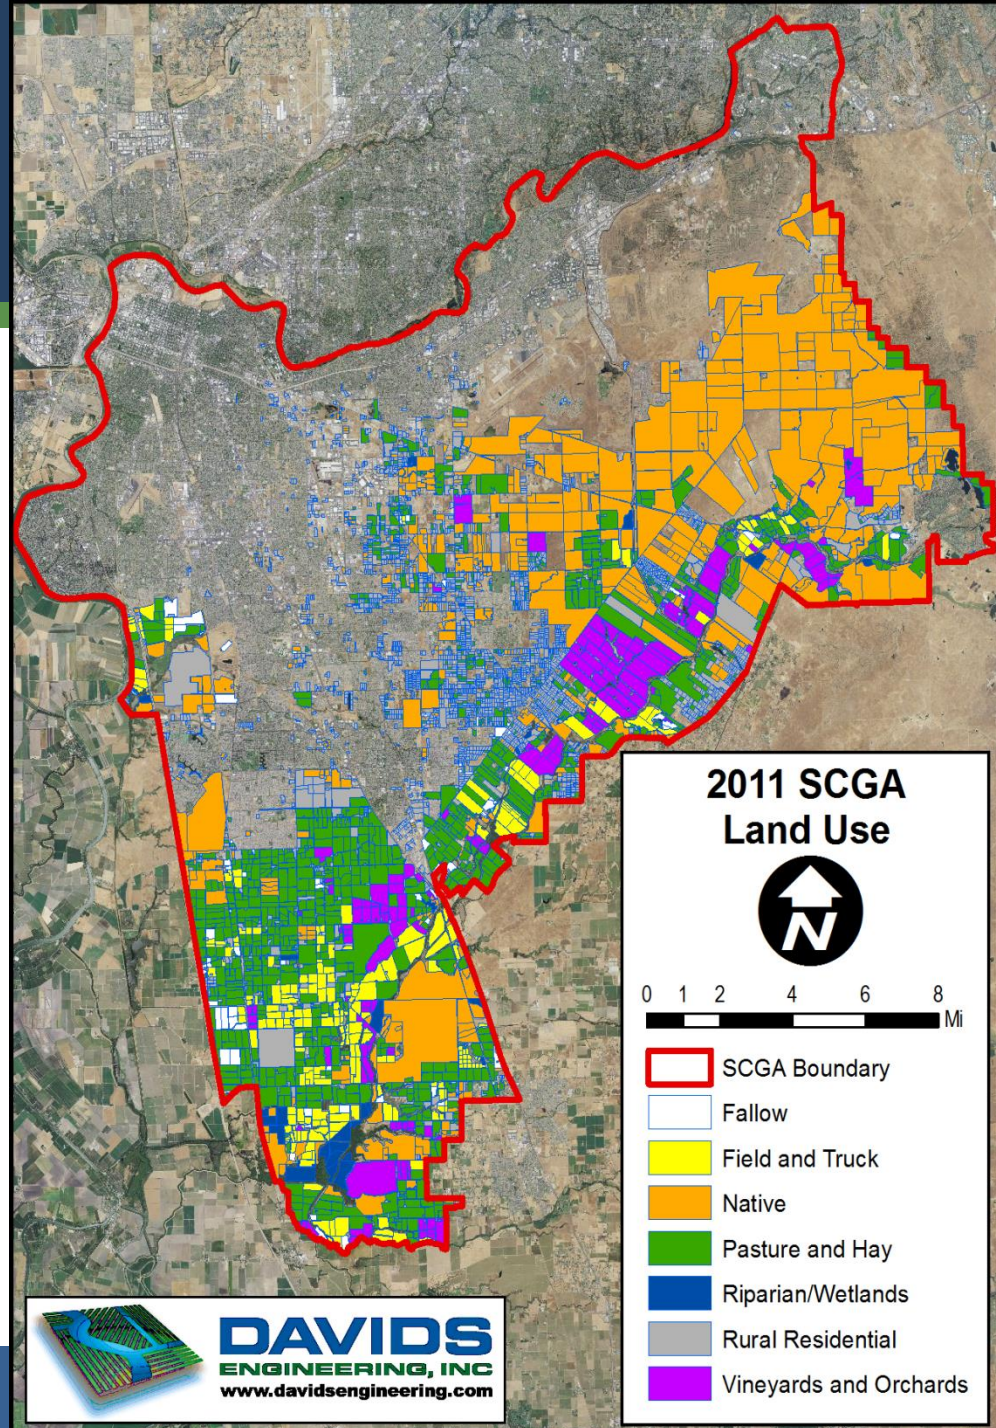 2011 SCGA
Land Use
N
0 1 2 4 6 8
Mi
SCGA Boundary
Fallow
Field and Truck
Native
Pasture and Hay
Riparian/Wetlands
Rural Residential
Vineyards and Orchards
DAVIDS
ENGINEERING, INC
www.davidsengineering.com